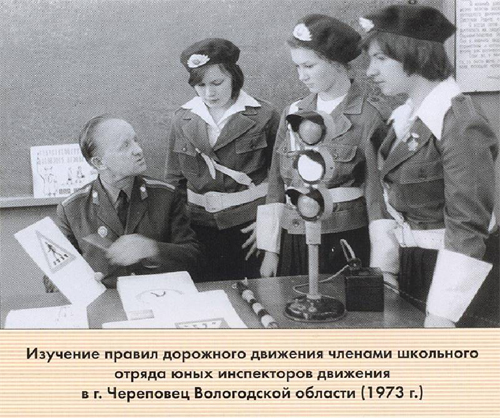 Изучение правил дорожного движения членами школьного
отряда юных инспекторов движения
в г. Череповец Вологодской области (1973 г.)